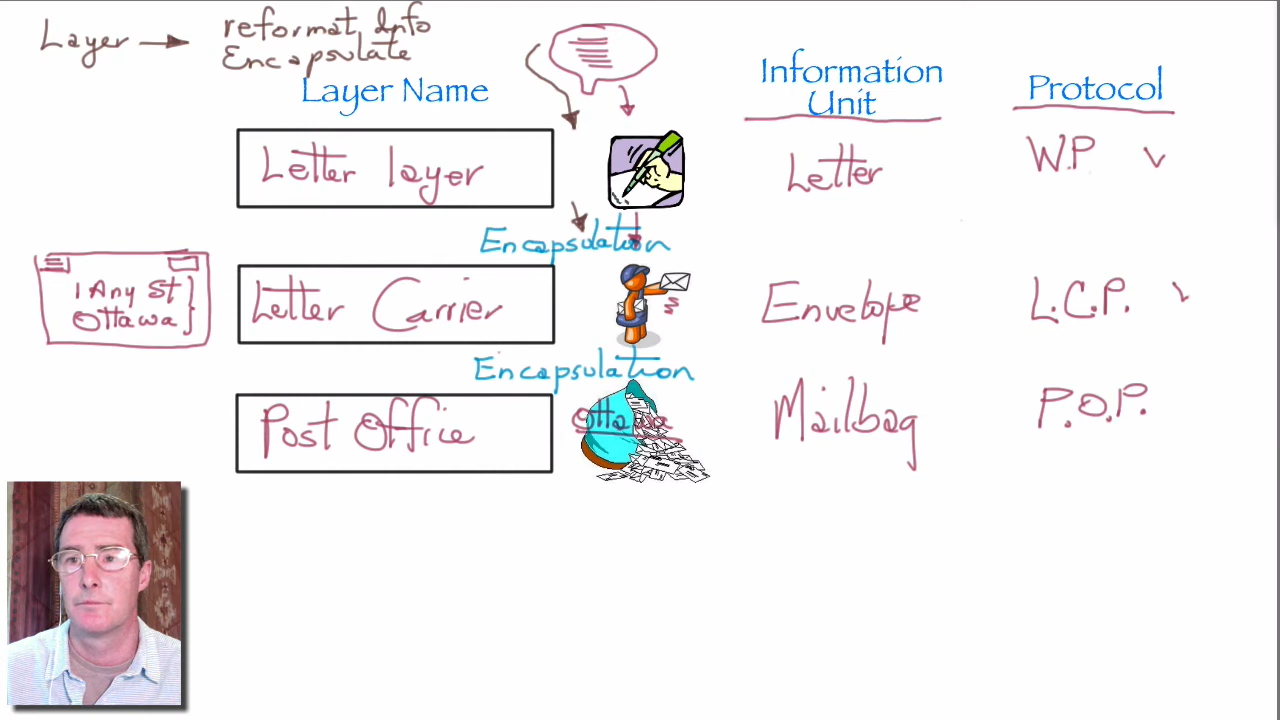 Layer → reformat Info
Encapsulate
Layer Name
Information
Unit
Protocol
Letter layer
Letter
W.P
Encapsulation
1 Any St
Ottawa
Letter Carrier
Envelope
L.C.P.
Encapsulation
Post Office
Ottawa
Mailbag
P.O.P.